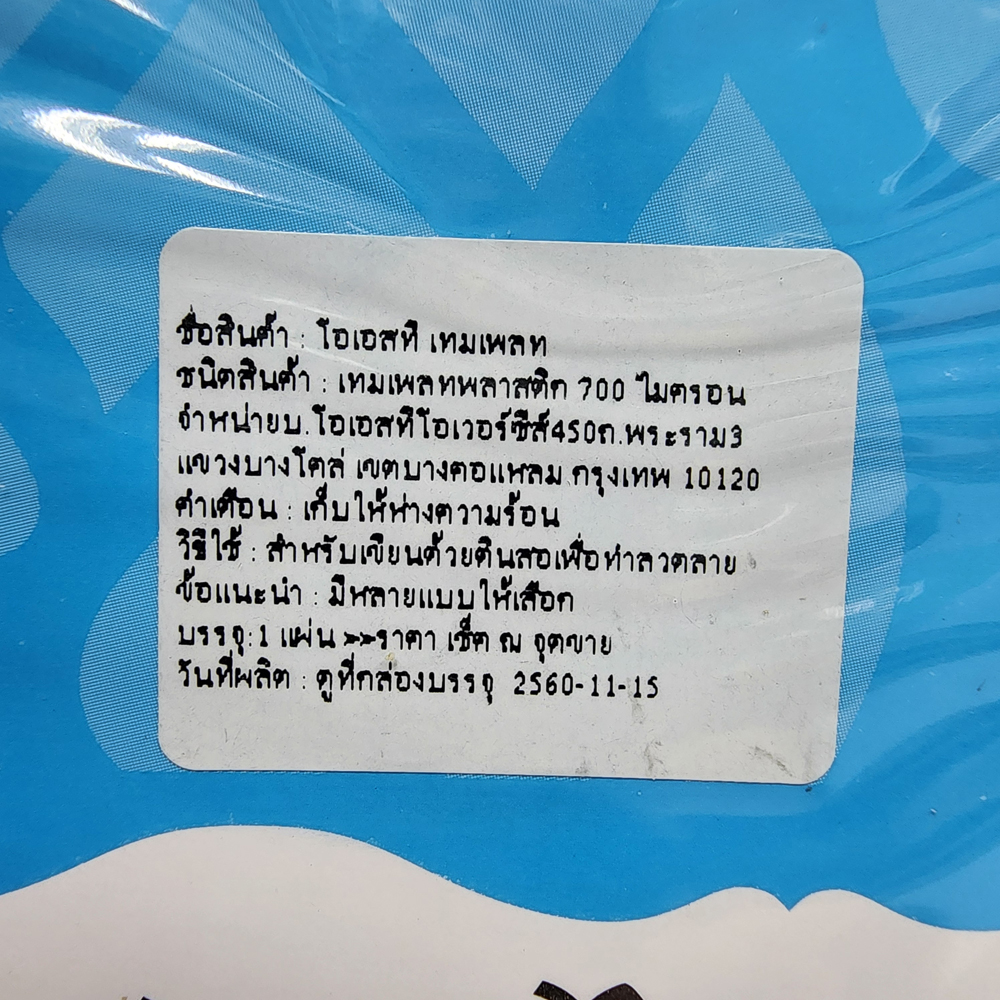 ชื่อสินค้า : โอเอสที เทมเพลท
ชนิตสินค้า : เทมเพลทพลาสติก 700 ไมครอน
จำหน่ายบ.โอเอสทีโอเวอร์ซีส์450ถ.พระราม3
แขวงบางโคล่ เขตบางคอแหลม กรุงเทพ 10120
คำเตือน : เก็บให้ห่างความร้อน
วิธีใช้ : สำหรับเขียนด้วยดินสอเพื่อทำลวดลาย
ข้อแนะนำ : มีหลายแบบให้เลือก
บรรจุ:1 แผ่น >>>ราคา เช็ค ณ จุดขาย
วันที่ผลิต : ดูที่กล่องบรรจุ 2560-11-15